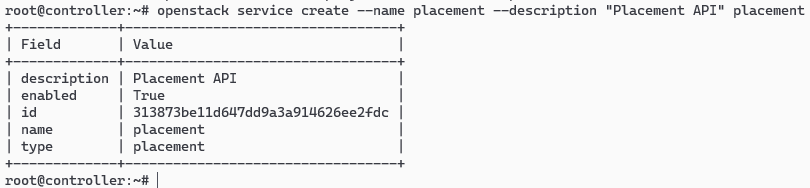 root@controller:~# openstack service create --name placement --description "Placement API" placement
+-------------+----------------------------------+
| Field       | Value                            |
+-------------+----------------------------------+
| description | Placement API                    |
| enabled     | True                             |
| id          | 313873be11d647dd9a3a914626ee2fdc |
| name        | placement                        |
| type        | placement                        |
+-------------+----------------------------------+
root@controller:~#